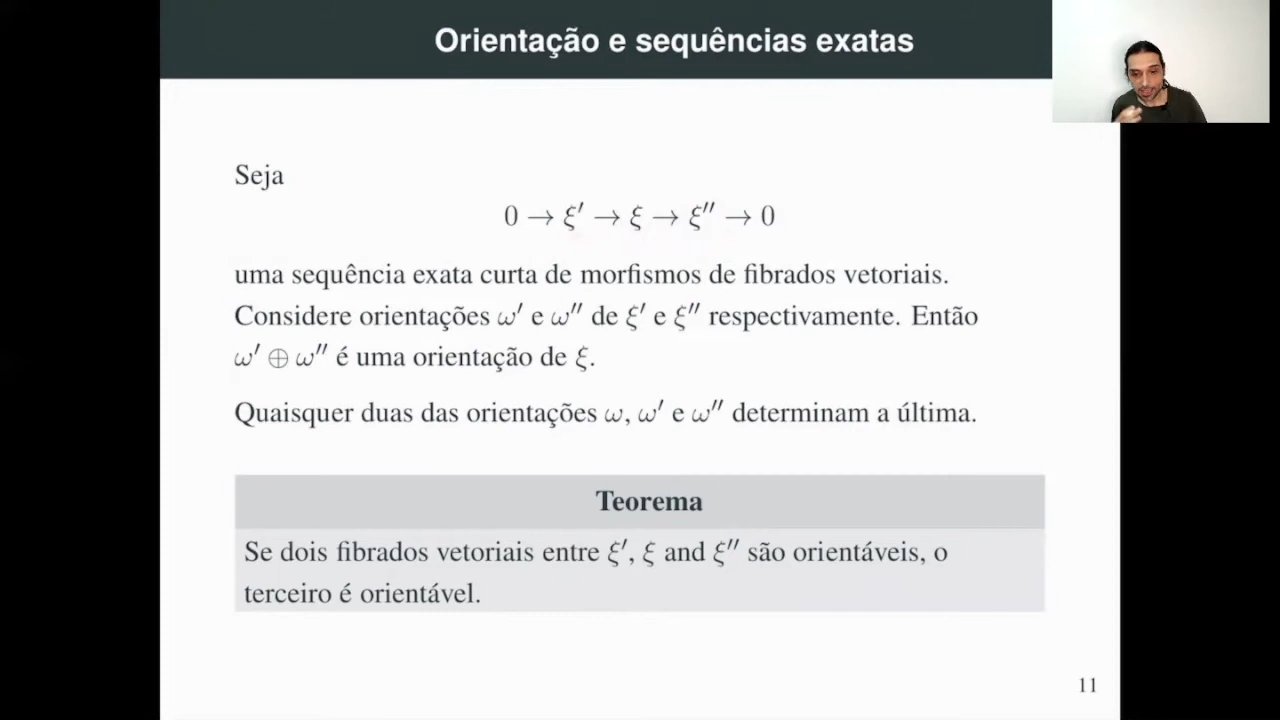 Orientação e sequências exatas
Seja
0 → ξ′ → ξ → ξ″ → 0
uma sequência exata curta de morfismos de fibrados vetoriais.
Considere orientações ω′ e ω″ de ξ′ e ξ″ respectivamente. Então
ω′ ⊕ ω″ é uma orientação de ξ.
Quaisquer duas das orientações ω, ω′ e ω″ determinam a última.
Teorema
Se dois fibrados vetoriais entre ξ′, ξ and ξ″ são orientáveis, o
terceiro é orientável.
11